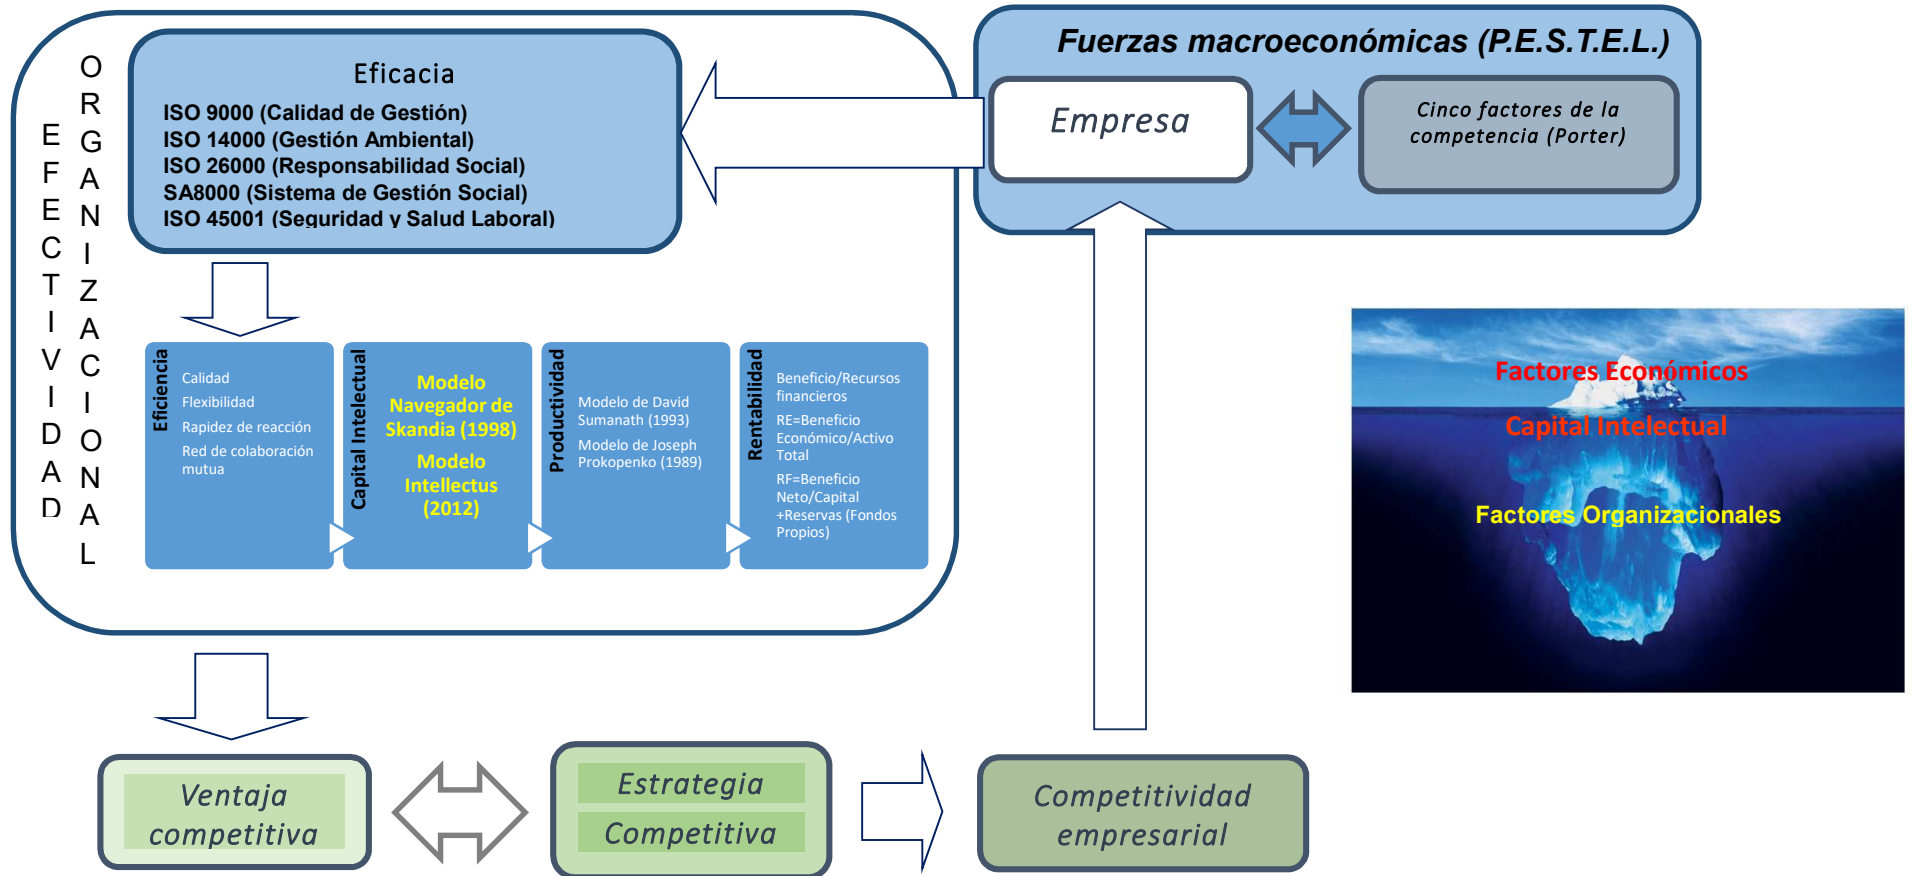 EFECTIVIDAD
ORGANIZACIONAL
Eficacia
ISO 9000 (Calidad de Gestión)
ISO 14000 (Gestión Ambiental)
ISO 26000 (Responsabilidad Social)
SA8000 (Sistema de Gestión Social)
ISO 45001 (Seguridad y Salud Laboral)
Fuerzas macroeconómicas (P.E.S.T.E.L.)
Empresa
Cinco factores de la
competencia (Porter)
Eficiencia
Calidad
Flexibilidad
Rapidez de reacción
Red de colaboración
mutua
Capital Intelectual
Modelo
Navegador de
Skandia (1998)
Modelo
Intellectus
(2012)
Productividad
Modelo de David
Sumanath (1993)
Modelo de Joseph
Prokopenko (1989)
Rentabilidad
Beneficio/Recursos
financieros
RE=Beneficio
Económico/Activo
Total
RF=Beneficio
Neto/Capital
+Reservas (Fondos
Propios)
Factores Económicos
Capital Intelectual
Factores Organizacionales
Ventaja
competitiva
Estrategia
Competitiva
Competitividad
empresarial